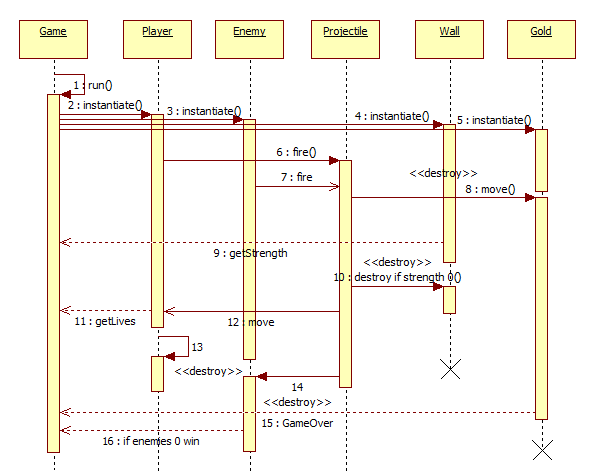 Game Player Enemy Projectile Wall Gold
1 : run()
2 : instantiate()
3 : instantiate()
4 : instantiate()
5 : instantiate()
6 : fire()
7 : fire
<<destroy>>
8 : move()
9 : getStrength
<<destroy>>
10 : destroy if strength 0()
11 : getLives
12 : move
13
<<destroy>>
14
<<destroy>>
15 : GameOver
16 : if enemes 0 win